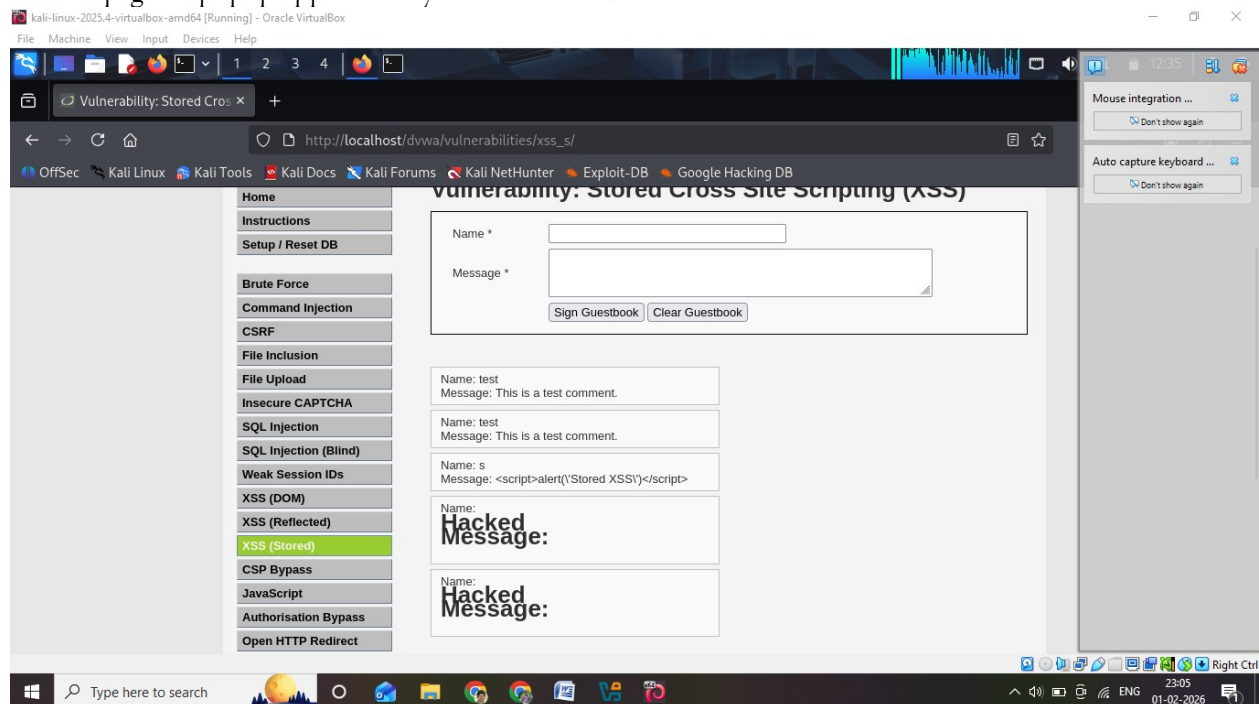 kali-linux-2025.4-virtualbox-amd64 [Running] - Oracle VirtualBox
File Machine View Input Devices Help
1 2 3 4
12:35
Vulnerability: Stored Cros
Mouse integration ...
Don't show again
http://localhost/dvwa/vulnerabilities/xss_s/
Auto capture keyboard ...
Don't show again
OffSec Kali Linux Kali Tools Kali Docs Kali Forums Kali NetHunter Exploit-DB Google Hacking DB
Vulnerability: Stored Cross Site Scripting (XSS)
Home
Instructions
Setup / Reset DB
Brute Force
Command Injection
CSRF
File Inclusion
File Upload
Insecure CAPTCHA
SQL Injection
SQL Injection (Blind)
Weak Session IDs
XSS (DOM)
XSS (Reflected)
XSS (Stored)
CSP Bypass
JavaScript
Authorisation Bypass
Open HTTP Redirect
Name *
Message *
Sign Guestbook Clear Guestbook
Name: test
Message: This is a test comment.
Name: test
Message: This is a test comment.
Name: s
Message: <script>alert(\'Stored XSS\')</script>
Name:
Hacked
Message:
Name:
Hacked
Message:
Right Ctrl
Type here to search
ENG
23:05
01-02-2026